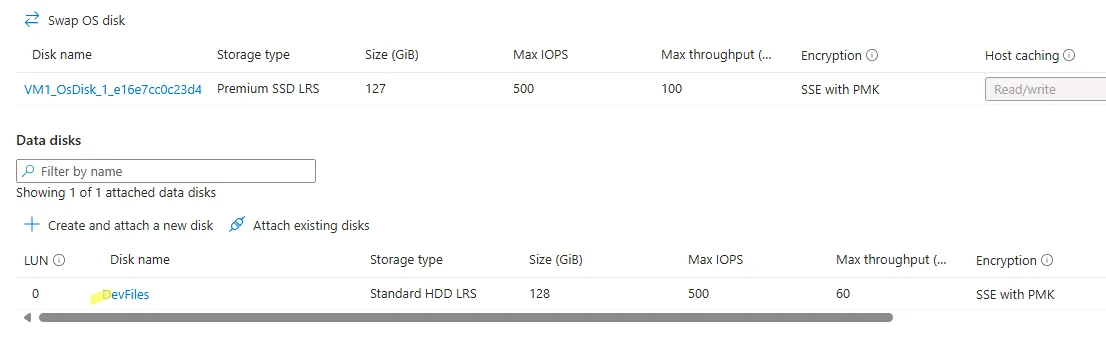 Swap OS disk
Disk name Storage type Size (GiB) Max IOPS Max throughput (... Encryption Host caching
VM1_OsDisk_1_e16e7cc0c23d4 Premium SSD LRS 127 500 100 SSE with PMK Read/write
Data disks
Filter by name
Showing 1 of 1 attached data disks
Create and attach a new disk Attach existing disks
LUN Disk name Storage type Size (GiB) Max IOPS Max throughput (... Encryption
0 DevFiles Standard HDD LRS 128 500 60 SSE with PMK